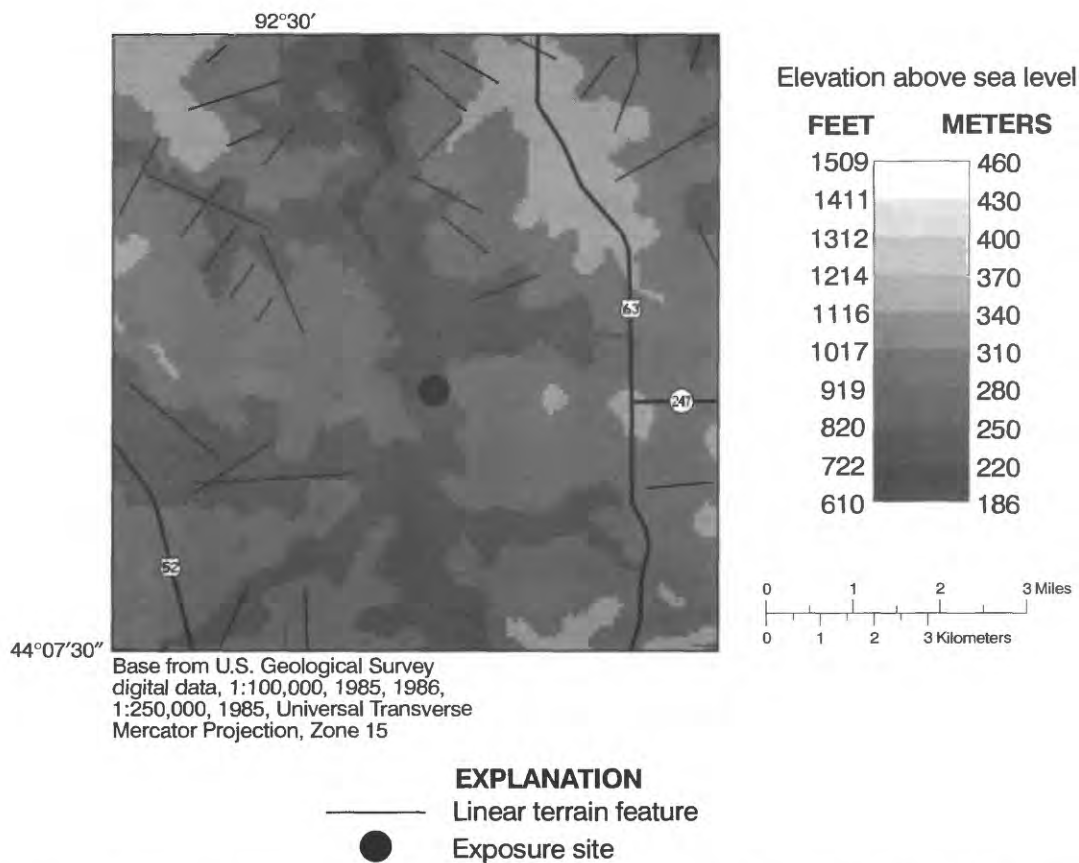 92°30′
63
247
52
44°07′30″
Base from U.S. Geological Survey
digital data, 1:100,000, 1985, 1986,
1:250,000, 1985, Universal Transverse
Mercator Projection, Zone 15
Elevation above sea level
FEET METERS
1509 460
1411 430
1312 400
1214 370
1116 340
1017 310
919 280
820 250
722 220
610 186
0 1 2 3 Miles
0 1 2 3 Kilometers
EXPLANATION
Linear terrain feature
Exposure site